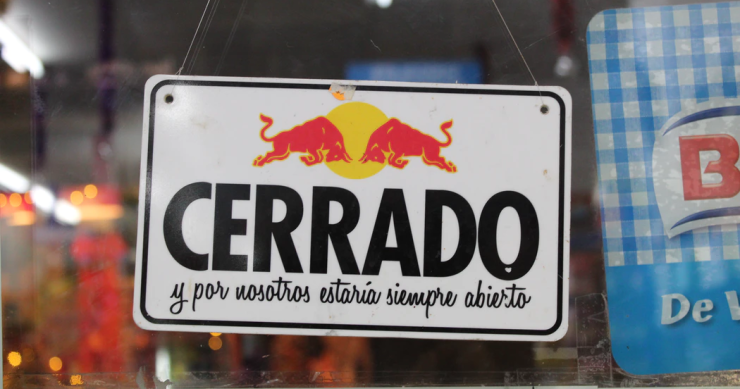 CERRADO
y por nosotros estaría siempre abierto
De